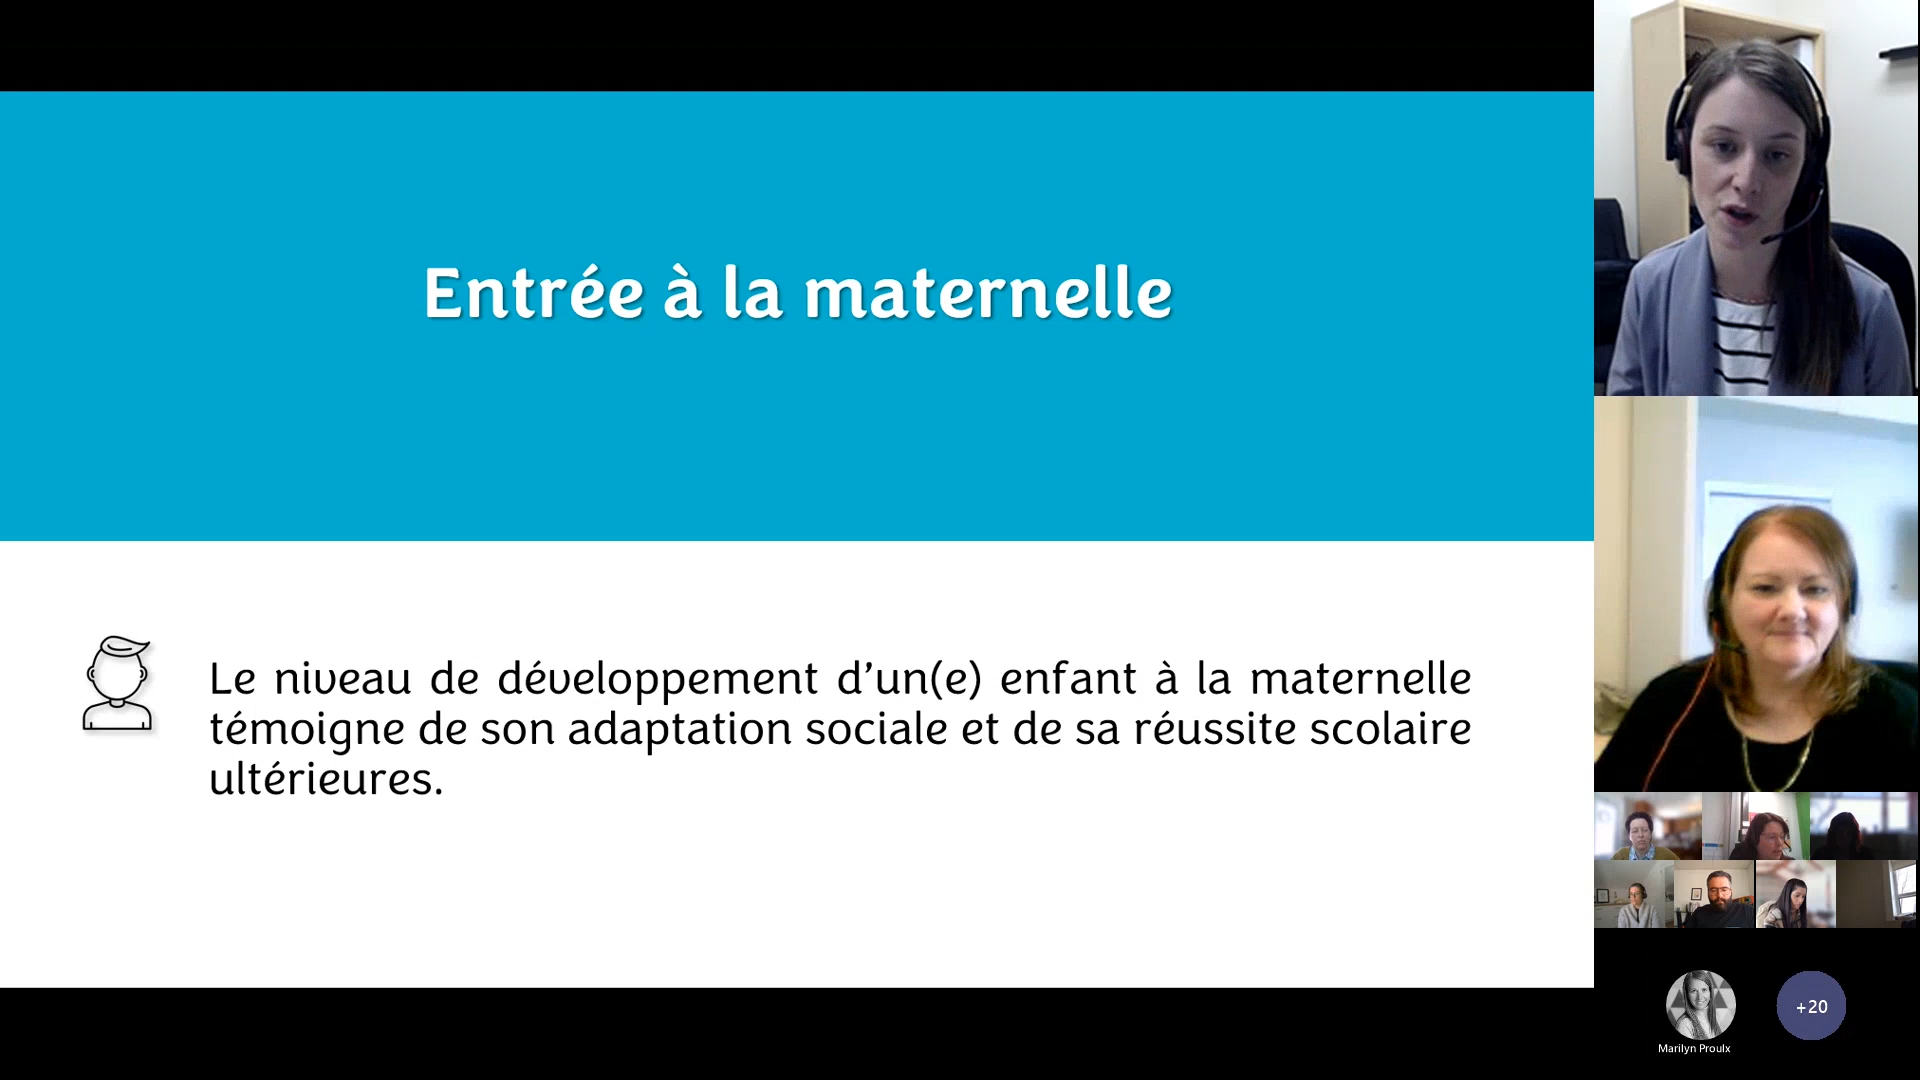 Entrée à la maternelle
Le niveau de développement d’un(e) enfant à la maternelle
témoigne de son adaptation sociale et de sa réussite scolaire
ultérieures.
+20
Marilyn Proulx